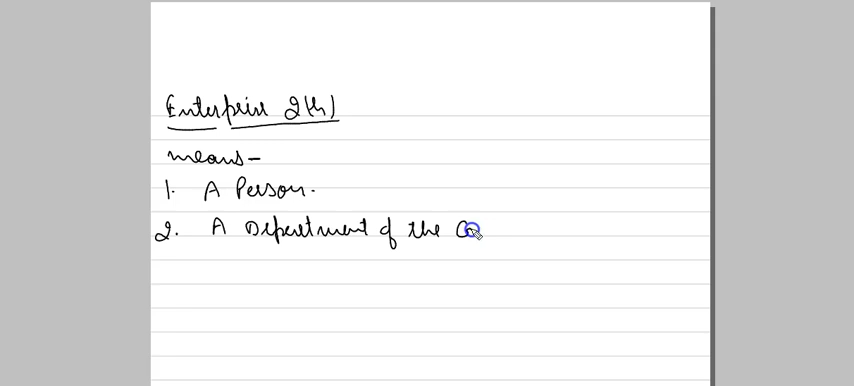 Enterprise 2(h)
means-
1. A Person.
2. A Department of the G